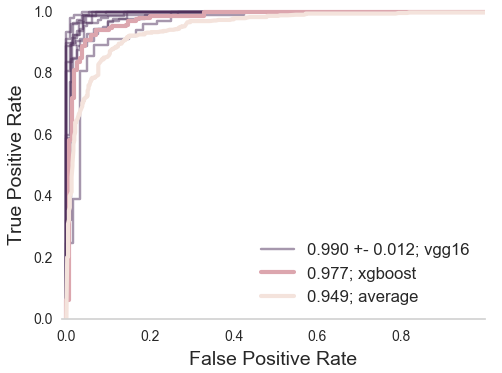 1.0
0.8
0.6
0.4
0.2
0.0
True Positive Rate
0.990 +- 0.012; vgg16
0.977; xgboost
0.949; average
0.0 0.2 0.4 0.6 0.8
False Positive Rate